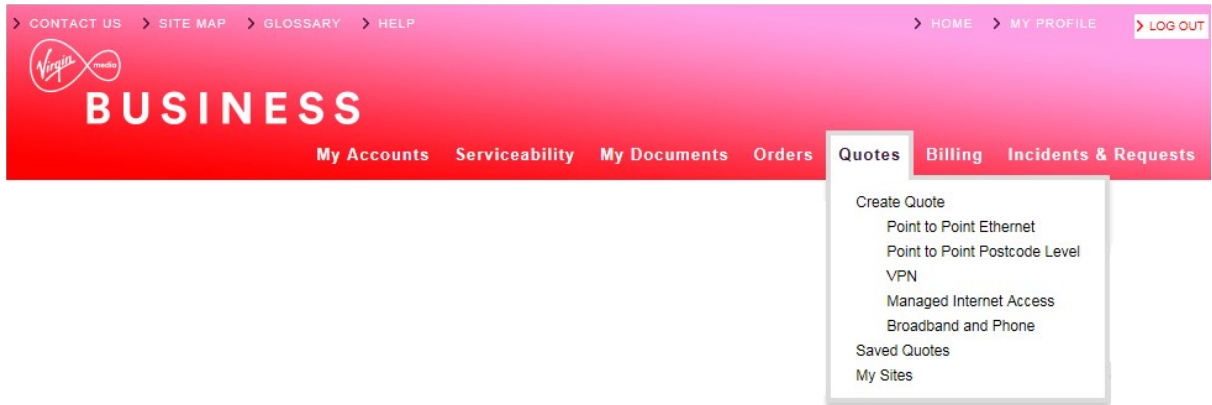 CONTACT US SITE MAP GLOSSARY HELP HOME MY PROFILE LOG OUT
Virgin media
BUSINESS
My Accounts Serviceability My Documents Orders Quotes Billing Incidents & Requests
Create Quote
Point to Point Ethernet
Point to Point Postcode Level
VPN
Managed Internet Access
Broadband and Phone
Saved Quotes
My Sites